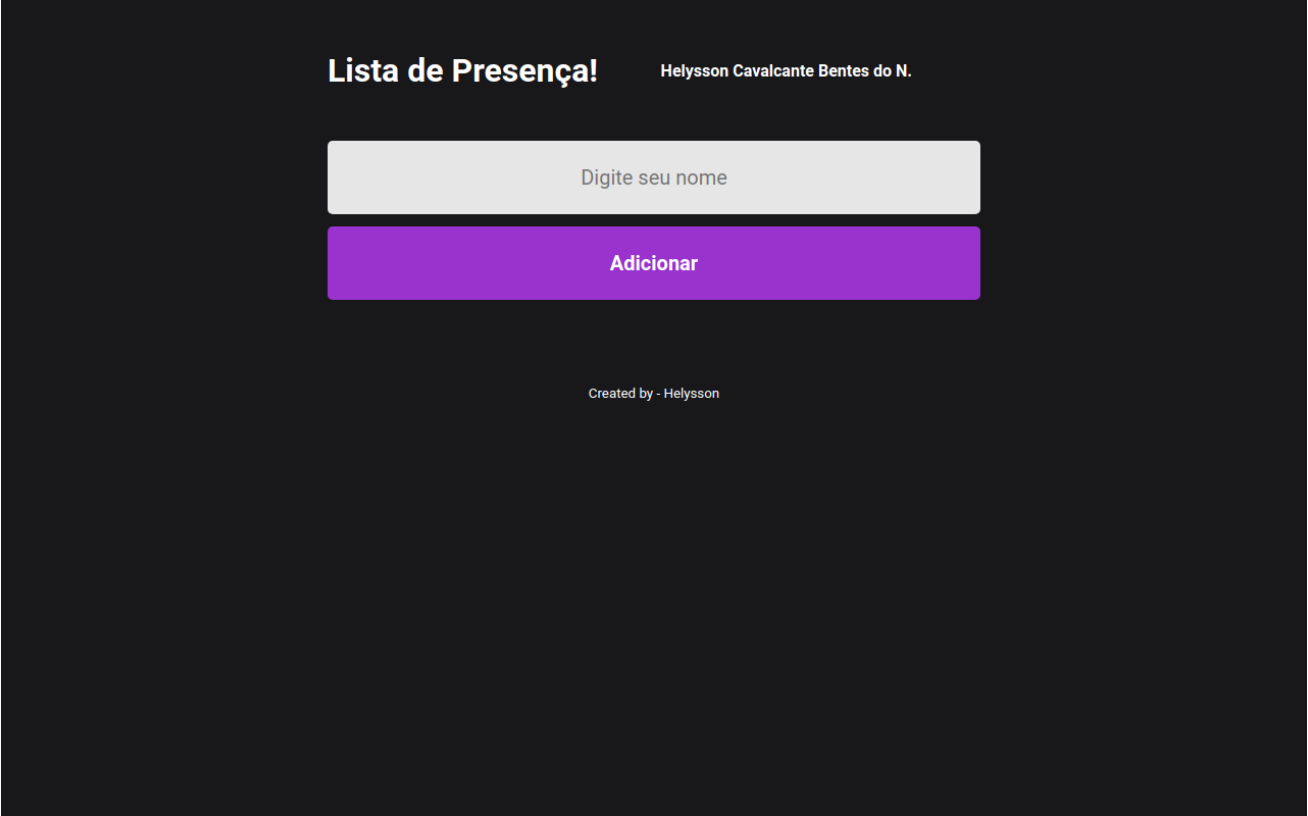 Lista de Presença!
Helysson Cavalcante Bentes do N.
Digite seu nome
Adicionar
Created by - Helysson